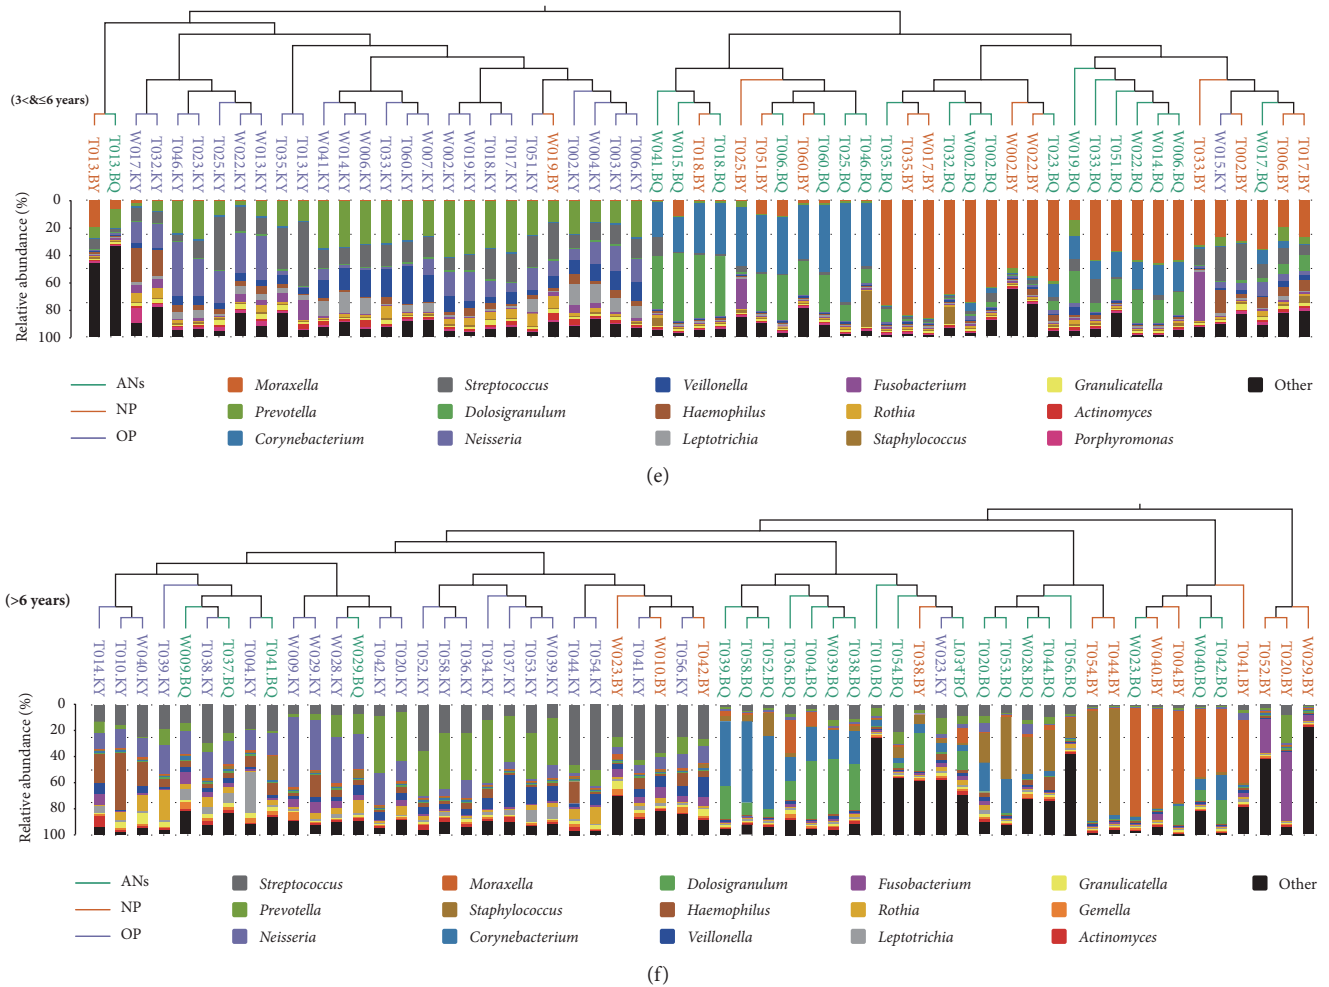 (3<&≤6 years)
T013.BY T013.BQ W017.KY T032.KY T046.KY T023.KY T025.KY W022.KY W013.KY T035.KY T013.KY W041.KY W014.KY W006.KY T033.KY T060.KY W007.KY W002.KY W019.KY T018.KY T017.KY T051.KY W019.BY T002.KY W004.KY T003.KY T006.KY W041.BQ W015.BQ T018.BY T018.BQ T025.BY T051.BQ T006.BQ T060.BY T060.BQ T025.BQ T046.BQ T035.BQ T035.BY W017.BY T032.BQ W002.BQ T002.BQ W002.BY W022.BY T023.BQ W019.BQ T033.BQ T051.BQ W022.BQ W014.BQ W006.BQ T033.BY W015.KY T002.BY W017.BQ T006.BY T017.BY
Relative abundance (%)
0
20
40
60
80
100
ANs Moraxella Streptococcus Veillonella Fusobacterium Granulicatella Other
NP Prevotella Dolosigranulum Haemophilus Rothia Actinomyces
OP Corynebacterium Neisseria Leptotrichia Staphylococcus Porphyromonas
(e)
(>6 years)
T014.KY T010.KY W040.KY T039.KY W009.BQ T038.KY T037.BQ T004.KY T041.BQ W009.KY W029.KY W028.KY W029.BQ T042.KY T020.KY T052.KY T058.KY T036.KY T034.KY T037.KY T053.KY W039.KY T044.KY T054.KY W023.BY T041.KY W010.BY T056.KY T042.BY T039.BQ T058.BQ T052.BQ T036.BQ T004.BQ W039.BQ T038.BQ T010.BQ T054.BQ T038.BY W023.KY T020.BQ T053.BQ W028.BQ T044.BQ T056.BQ T054.BY T044.BY W023.BQ W040.BY T004.BY W040.BQ T042.BQ T041.BY T052.BY T020.BY W029.BY
Relative abundance (%)
0
20
40
60
80
100
ANs Streptococcus Moraxella Dolosigranulum Fusobacterium Granulicatella Other
NP Prevotella Staphylococcus Haemophilus Rothia Gemella
OP Neisseria Corynebacterium Veillonella Leptotrichia Actinomyces
(f)